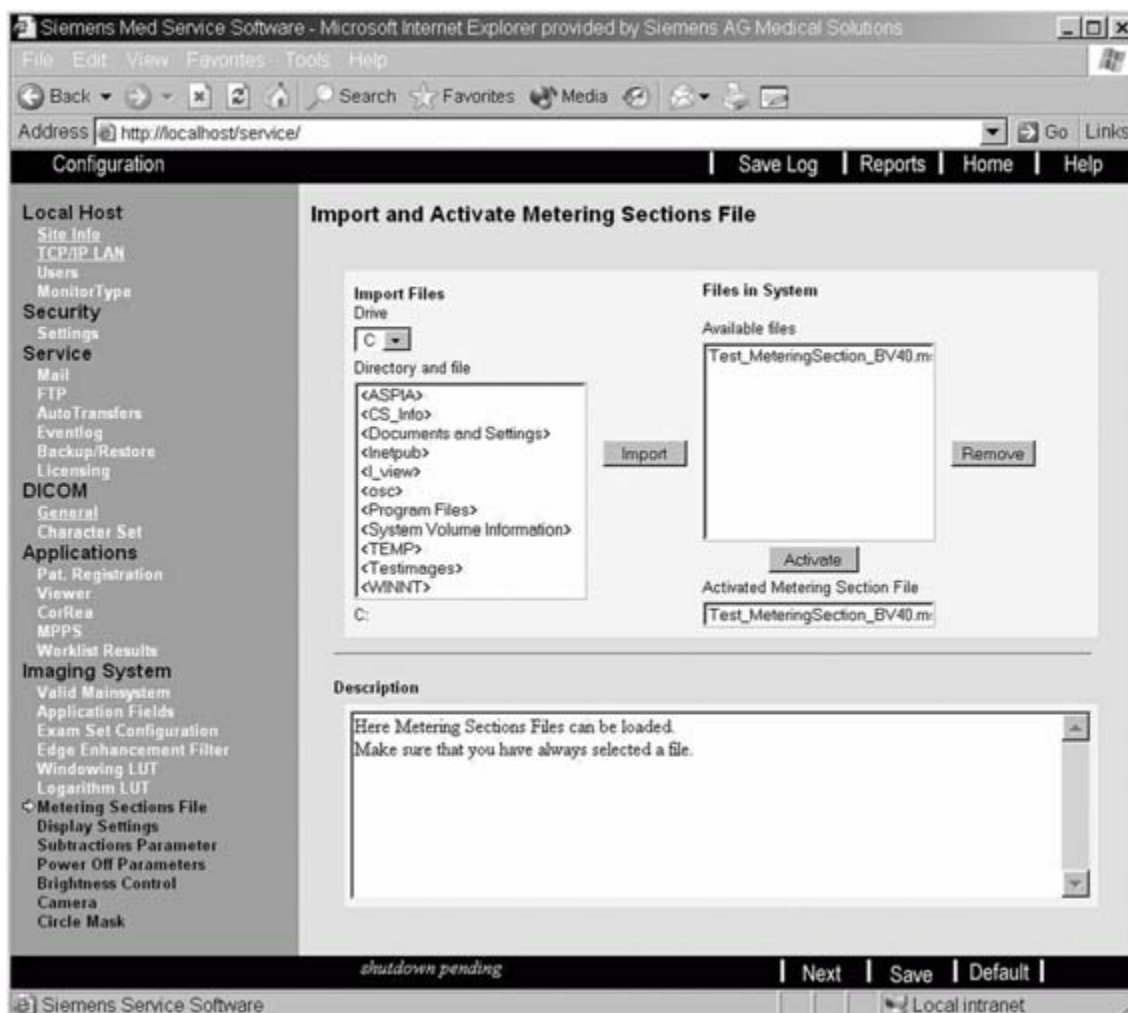 Siemens Med Service Software - Microsoft Internet Explorer provided by Siemens AG Medical Solutions
File Edit View Favorites Tools Help
Back Search Favorites Media
Address http://localhost/service/ Go Links
Configuration Save Log Reports Home Help
Local Host
Site Info
TCP/IP LAN
Users
MonitorType
Security
Settings
Service
Mail
FTP
AutoTransfers
Eventlog
Backup/Restore
Licensing
DICOM
General
Character Set
Applications
Pat. Registration
Viewer
CorRea
MPPS
Worklist Results
Imaging System
Valid Mainsystem
Application Fields
Exam Set Configuration
Edge Enhancement Filter
Windowing LUT
Logarithm LUT
Metering Sections File
Display Settings
Subtractions Parameter
Power Off Parameters
Brightness Control
Camera
Circle Mask
Import and Activate Metering Sections File
Import Files
Drive
C
Directory and file
<ASPIA>
<CS_Info>
<Documents and Settings>
<Inetpub>
<I_view>
<osc>
<Program Files>
<System Volume Information>
<TEMP>
<Testimages>
<WINNT>
C:
Import
Files in System
Available files
Test_MeteringSection_BV40.m
Remove
Activate
Activated Metering Section File
Test_MeteringSection_BV40.m
Description
Here Metering Sections Files can be loaded.
Make sure that you have always selected a file.
shutdown pending Next Save Default
Siemens Service Software Local intranet